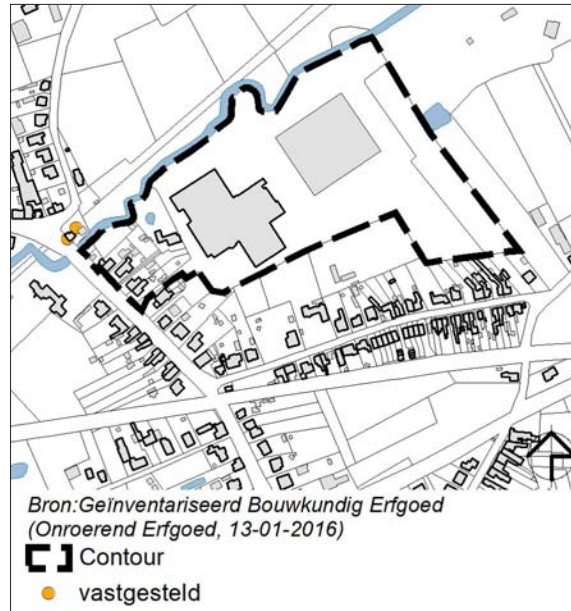 Bron:Geïnventariseerd Bouwkundig Erfgoed
(Onroerend Erfgoed, 13-01-2016)
Contour
vastgesteld